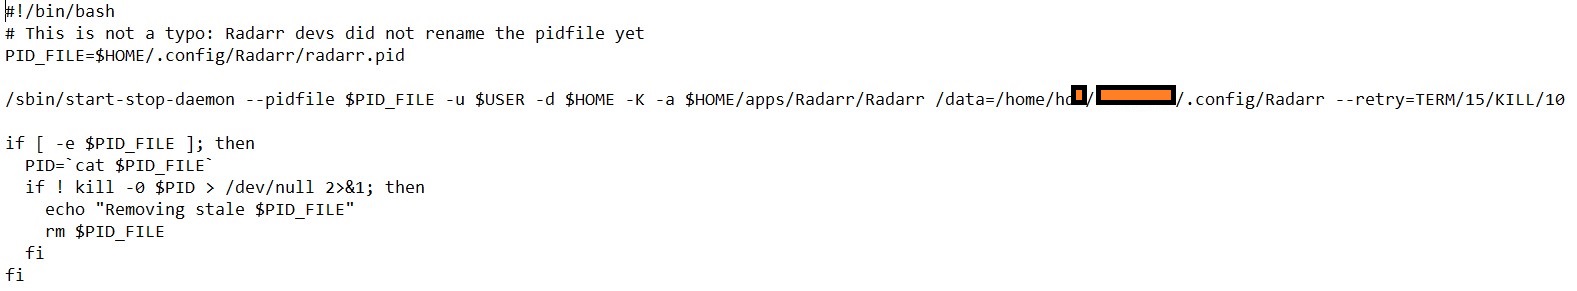 #!/bin/bash
# This is not a typo: Radarr devs did not rename the pidfile yet
PID_FILE=$HOME/.config/Radarr/radarr.pid
/sbin/start-stop-daemon --pidfile $PID_FILE -u $USER -d $HOME -K -a $HOME/apps/Radarr/Radarr /data=/home/hd / /.config/Radarr --retry=TERM/15/KILL/10
if [ -e $PID_FILE ]; then
  PID=`cat $PID_FILE`
  if ! kill -0 $PID > /dev/null 2>&1; then
    echo "Removing stale $PID_FILE"
    rm $PID_FILE
  fi
fi